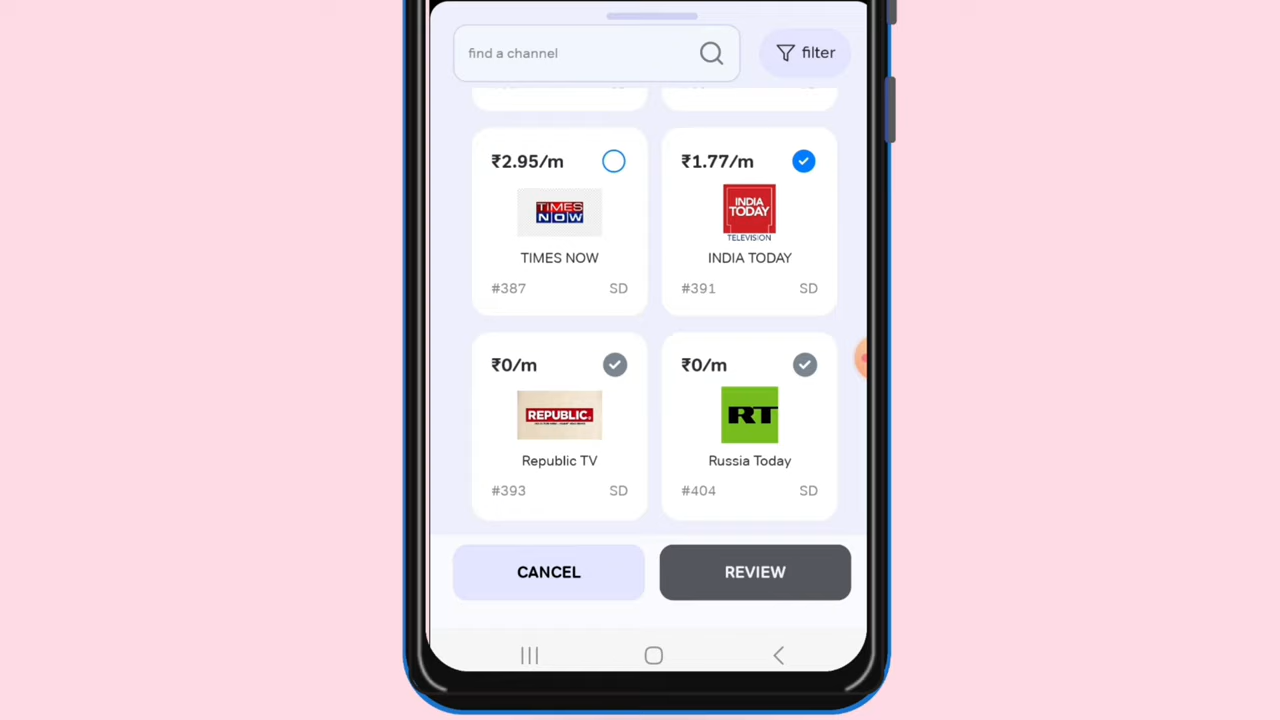 find a channel
filter
₹2.95/m
TIMES NOW
TIMES NOW
#387 SD
₹1.77/m
INDIA TODAY
TELEVISION
INDIA TODAY
#391 SD
₹0/m
REPUBLIC.
Republic TV
#393 SD
₹0/m
RT
Russia Today
#404 SD
CANCEL
REVIEW